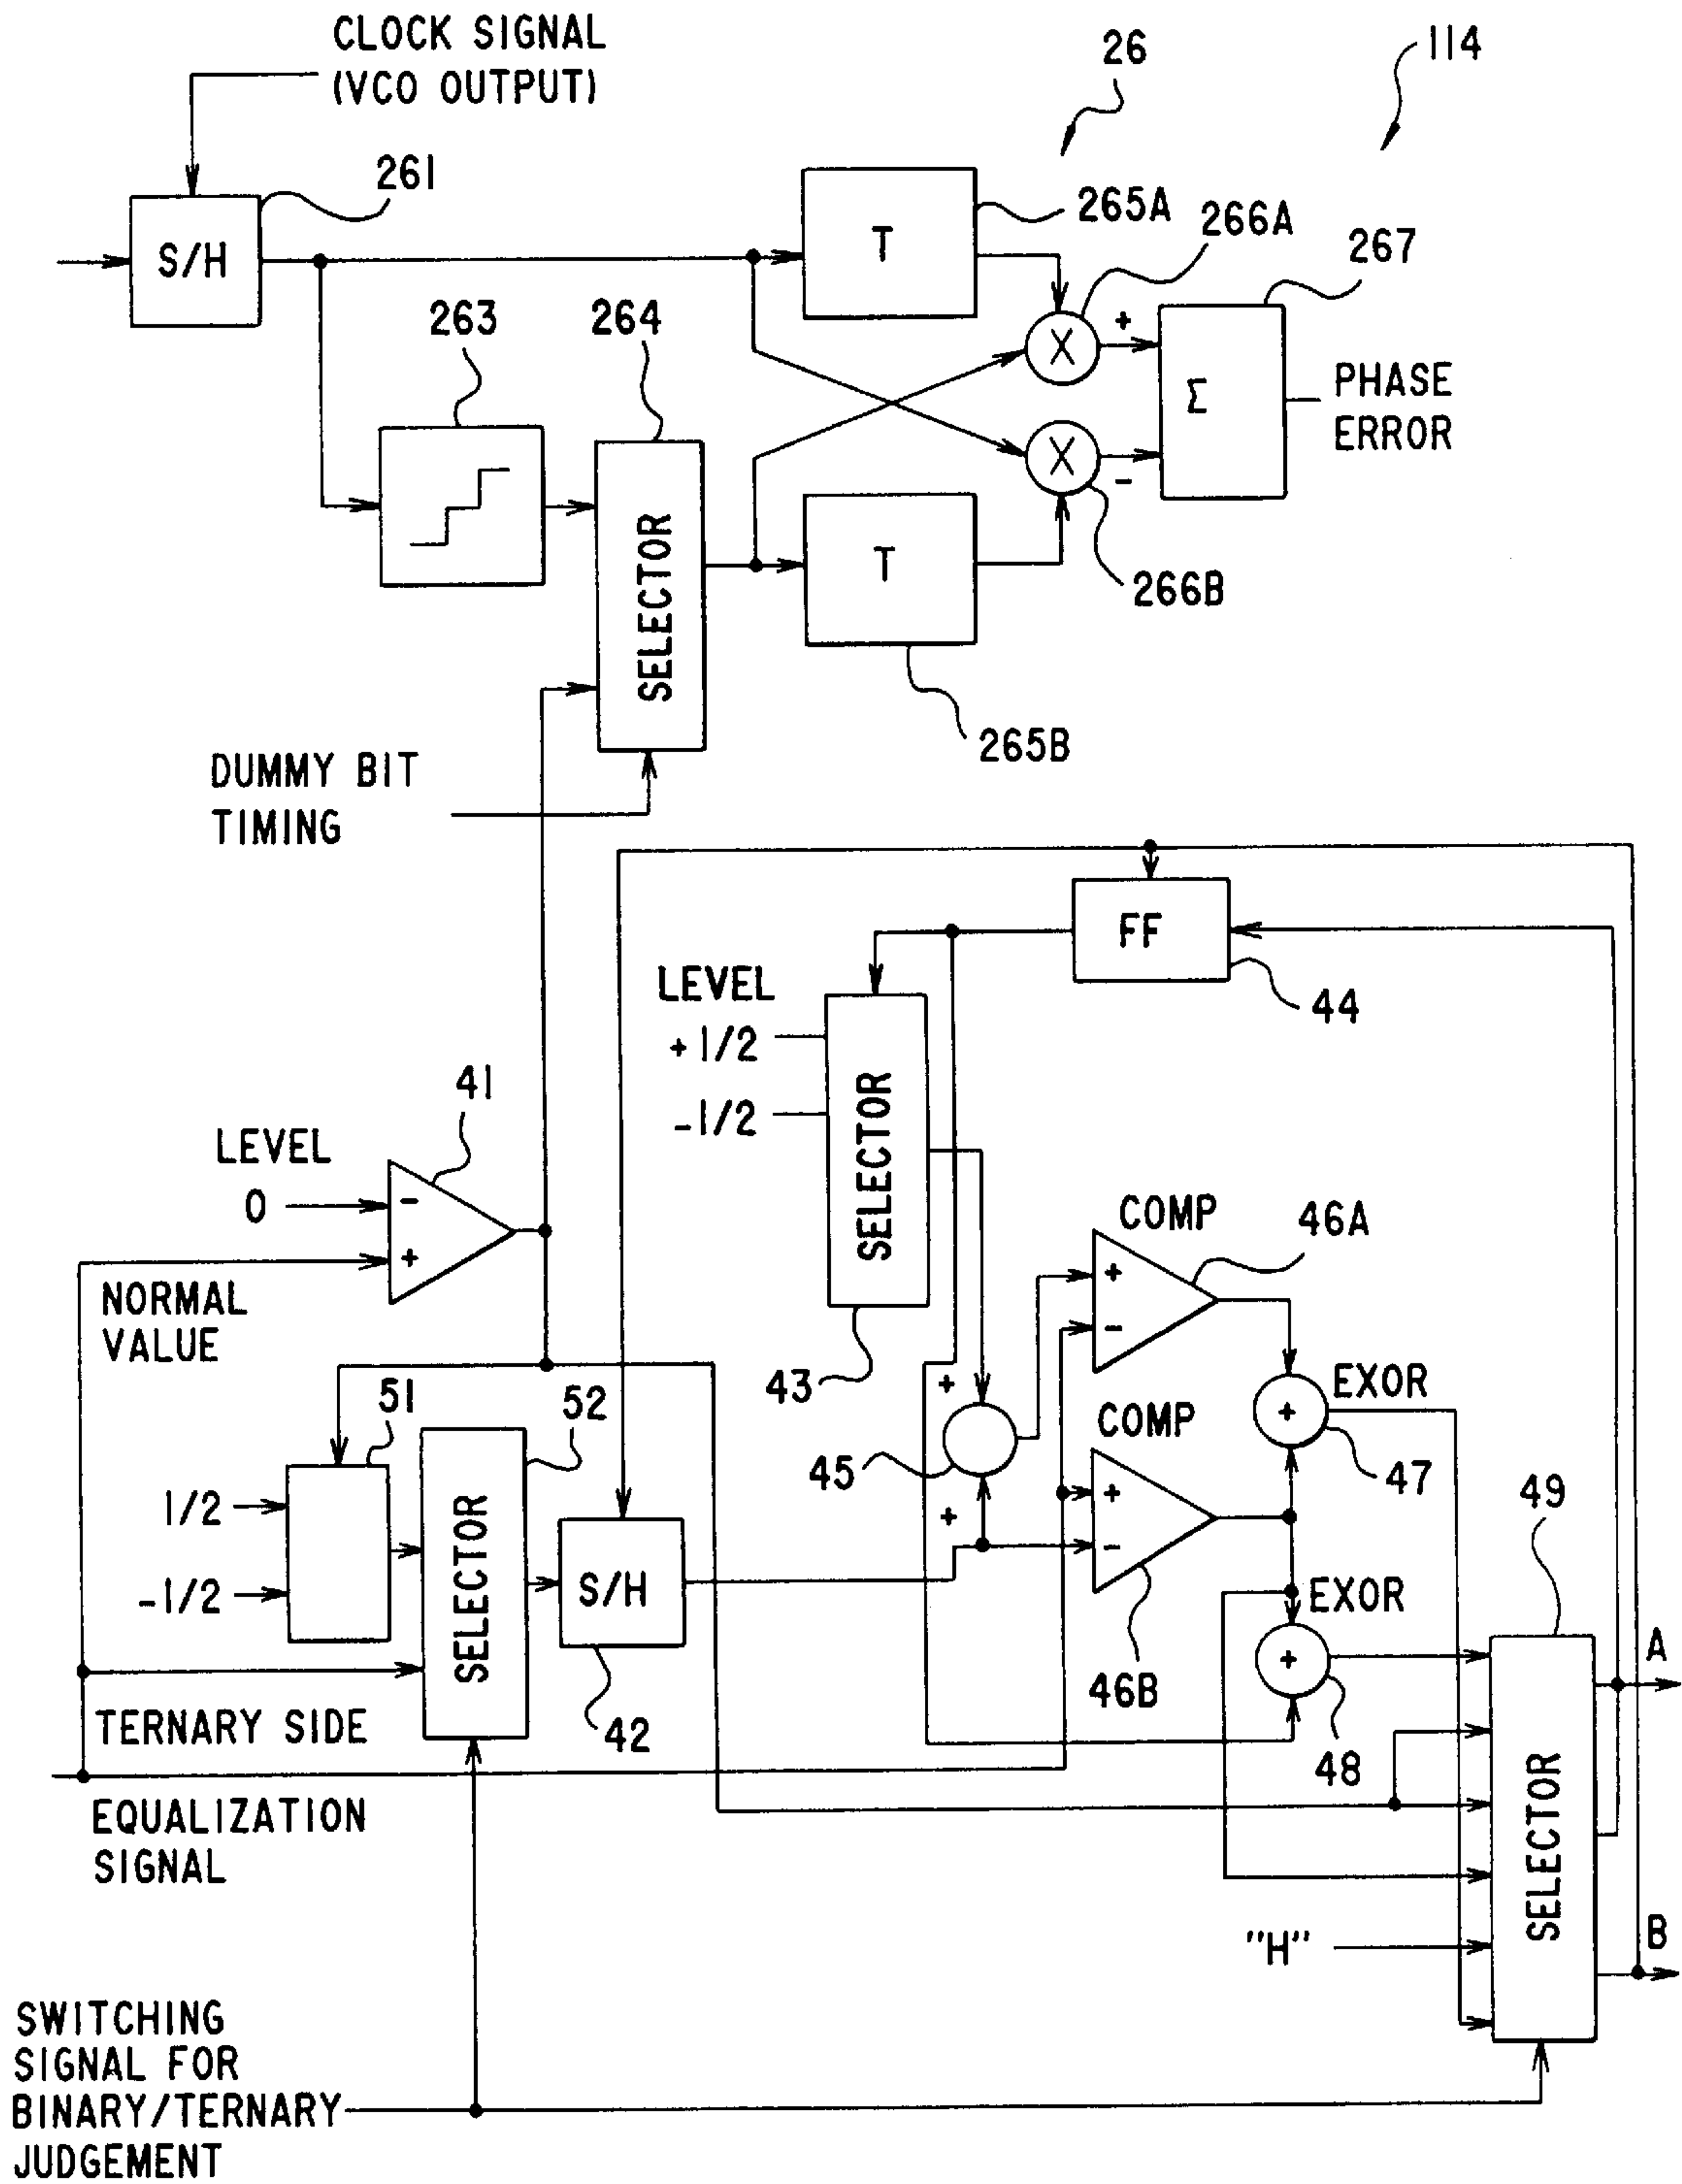 CLOCK SIGNAL
(VCO OUTPUT)
26
114
261
S/H
265A
T
266A
267
263
264
X
+
Σ
PHASE
ERROR
X
-
SELECTOR
T
266B
265B
DUMMY BIT
TIMING
FF
44
LEVEL
+1/2
-1/2
SELECTOR
43
41
LEVEL
0
-
+
NORMAL
VALUE
COMP
46A
+
-
EXOR
+
47
COMP
+
45
+
+
-
46B
51
52
1/2
-1/2
SELECTOR
S/H
42
EXOR
+
48
49
A
TERNARY SIDE
EQUALIZATION
SIGNAL
SELECTOR
"H"
B
SWITCHING
SIGNAL FOR
BINARY/TERNARY
JUDGEMENT